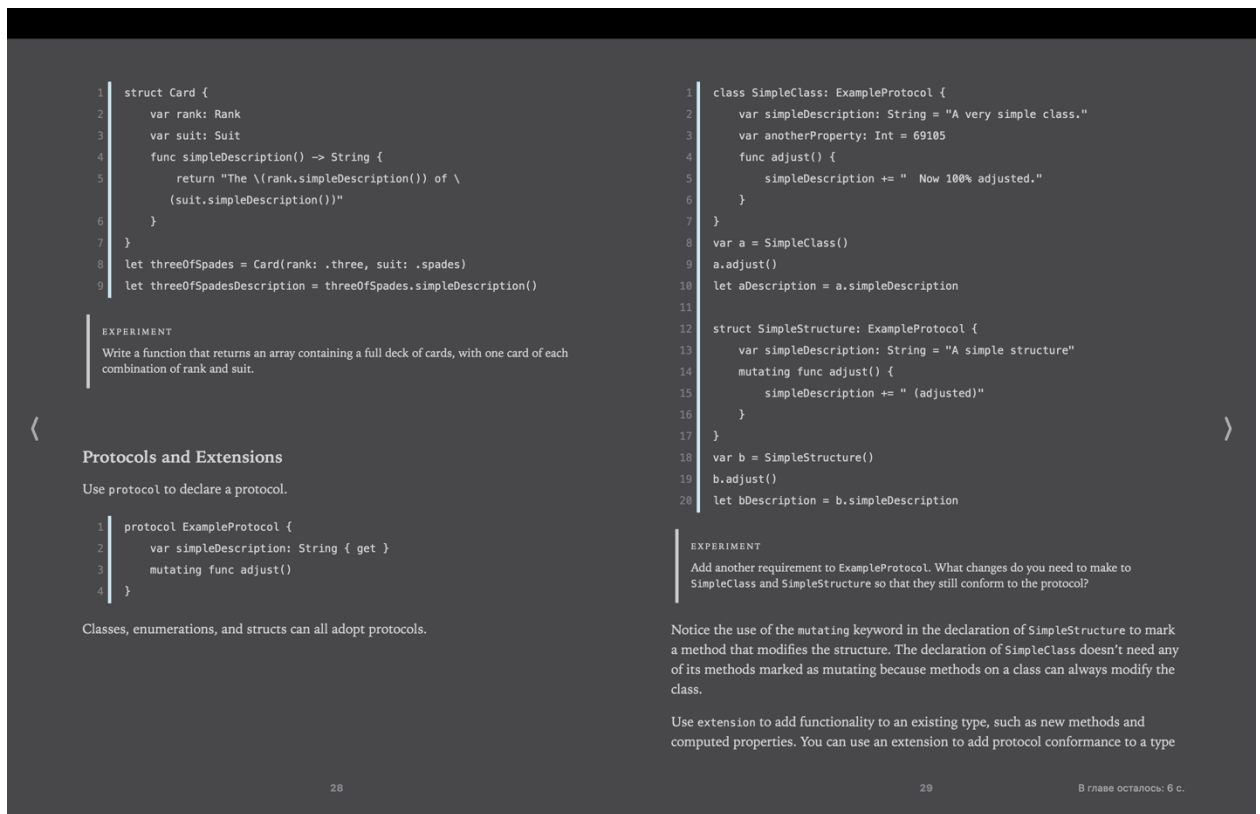 1 struct Card {
2 var rank: Rank
3 var suit: Suit
4 func simpleDescription() -> String {
5 return "The \(rank.simpleDescription()) of \
(suit.simpleDescription())"
6 }
7 }
8 let threeOfSpades = Card(rank: .three, suit: .spades)
9 let threeOfSpadesDescription = threeOfSpades.simpleDescription()
EXPERIMENT
Write a function that returns an array containing a full deck of cards, with one card of each
combination of rank and suit.
Protocols and Extensions
Use protocol to declare a protocol.
1 protocol ExampleProtocol {
2 var simpleDescription: String { get }
3 mutating func adjust()
4 }
Classes, enumerations, and structs can all adopt protocols.
28
1 class SimpleClass: ExampleProtocol {
2 var simpleDescription: String = "A very simple class."
3 var anotherProperty: Int = 69105
4 func adjust() {
5 simpleDescription += "  Now 100% adjusted."
6 }
7 }
8 var a = SimpleClass()
9 a.adjust()
10 let aDescription = a.simpleDescription
11
12 struct SimpleStructure: ExampleProtocol {
13 var simpleDescription: String = "A simple structure"
14 mutating func adjust() {
15 simpleDescription += " (adjusted)"
16 }
17 }
18 var b = SimpleStructure()
19 b.adjust()
20 let bDescription = b.simpleDescription
EXPERIMENT
Add another requirement to ExampleProtocol. What changes do you need to make to
SimpleClass and SimpleStructure so that they still conform to the protocol?
Notice the use of the mutating keyword in the declaration of SimpleStructure to mark
a method that modifies the structure. The declaration of SimpleClass doesn’t need any
of its methods marked as mutating because methods on a class can always modify the
class.
Use extension to add functionality to an existing type, such as new methods and
computed properties. You can use an extension to add protocol conformance to a type
29
В главе осталось: 6 с.